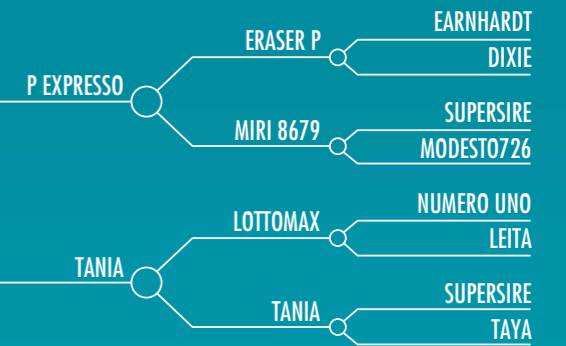 EARNHARDT
ERASER P
DIXIE
P EXPRESSO
SUPERSIRE
MIRI 8679
MODESTO726
NUMERO UNO
LOTTOMAX
LEITA
TANIA
SUPERSIRE
TANIA
TAYA